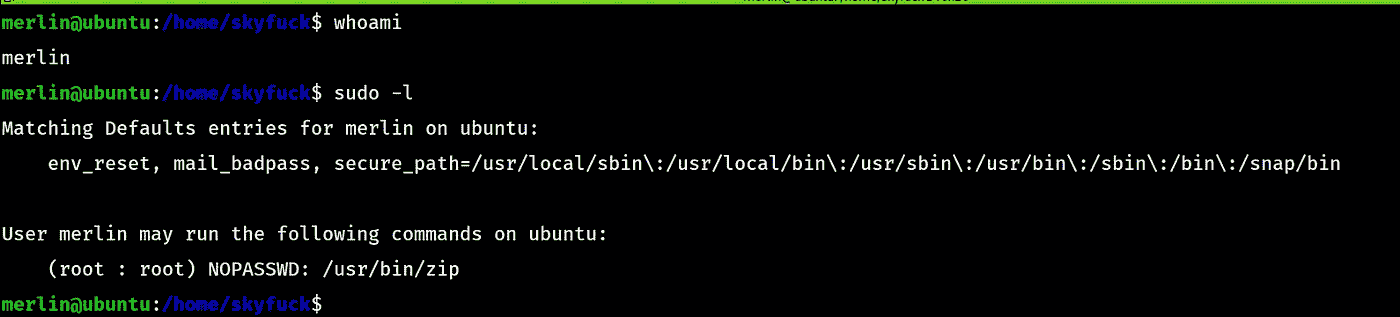 merlin@ubuntu:/home/skyfuck$ whoami
merlin
merlin@ubuntu:/home/skyfuck$ sudo -l
Matching Defaults entries for merlin on ubuntu:
    env_reset, mail_badpass, secure_path=/usr/local/sbin\:/usr/local/bin\:/usr/sbin\:/usr/bin\:/sbin\:/bin\:/snap/bin
User merlin may run the following commands on ubuntu:
    (root : root) NOPASSWD: /usr/bin/zip
merlin@ubuntu:/home/skyfuck$